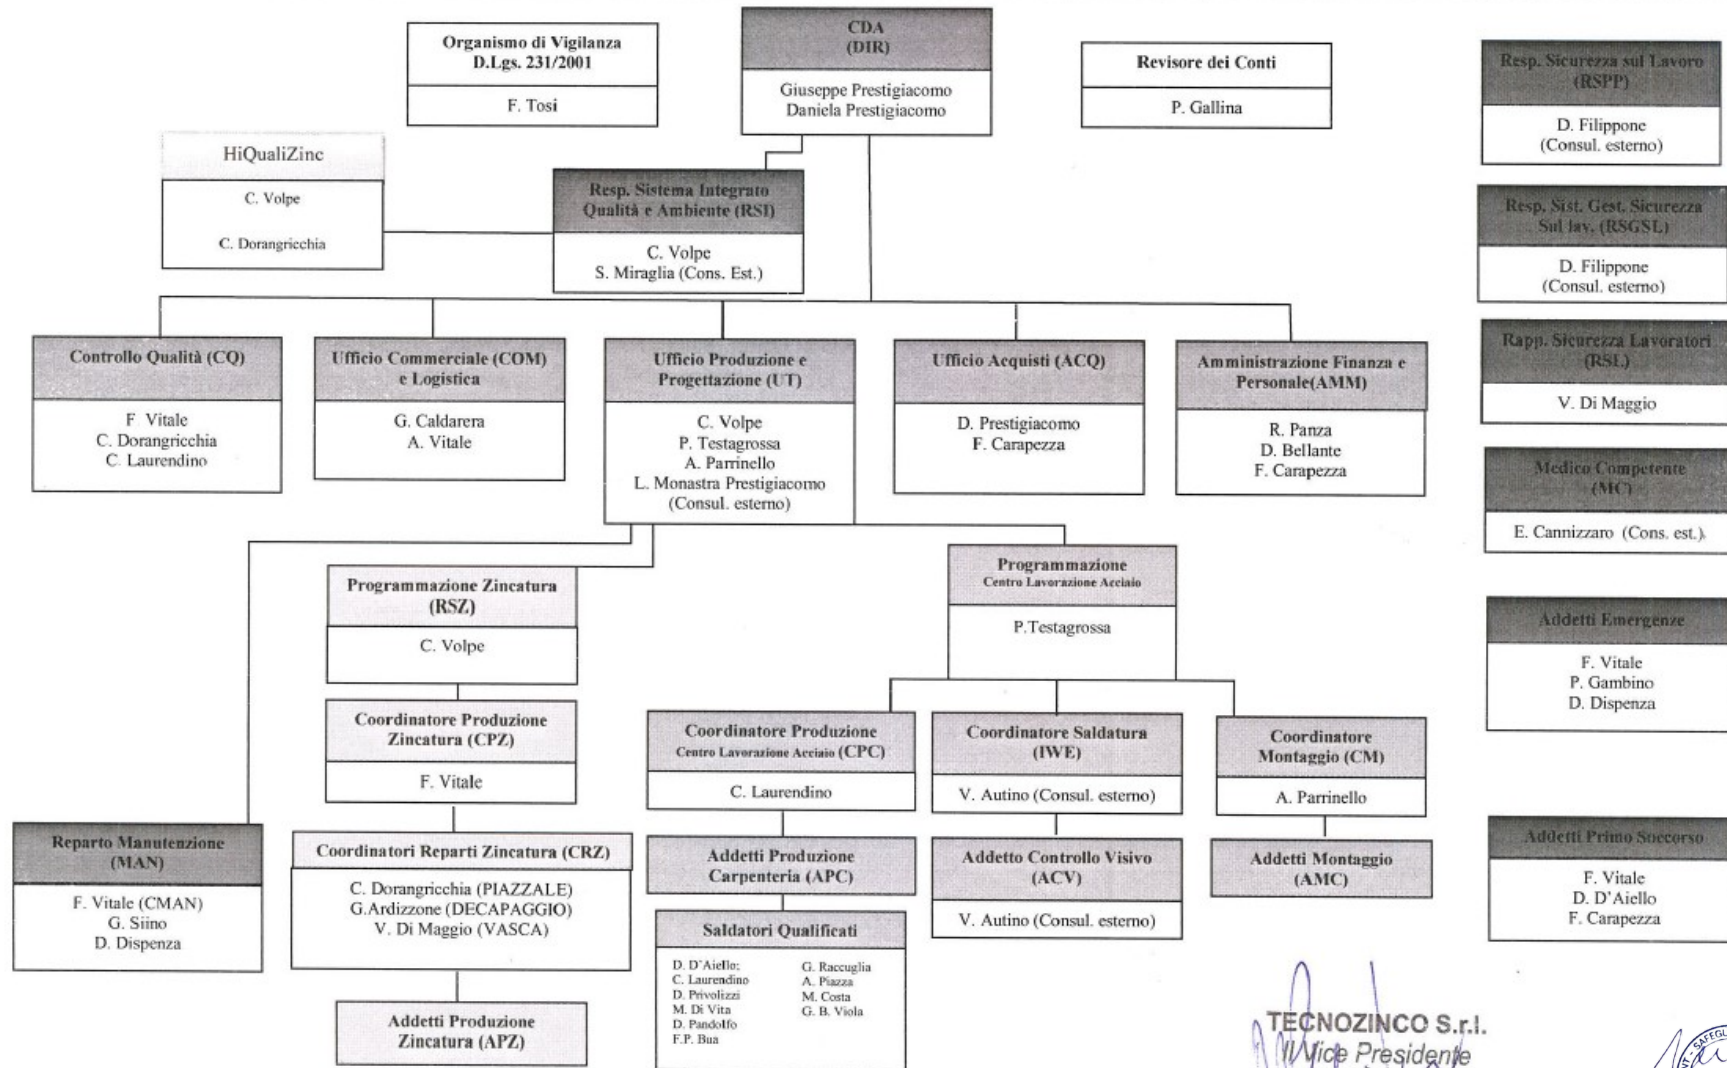 Organismo di Vigilanza
D.Lgs. 231/2001
F. Tosi
CDA
(DIR)
Giuseppe Prestigiacomo
Daniela Prestigiacomo
Revisore dei Conti
P. Gallina
Resp. Sicurezza sul Lavoro
(RSPP)
D. Filippone
(Consul. esterno)
HiQualiZinc
C. Volpe
C. Dorangricchia
Resp. Sistema Integrato
Qualità e Ambiente (RSI)
C. Volpe
S. Miraglia (Cons. Est.)
Resp. Sist. Gest. Sicurezza
Sul lav. (RSGSL)
D. Filippone
(Consul. esterno)
Controllo Qualità (CQ)
F Vitale
C. Dorangricchia
C. Laurendino
Ufficio Commerciale (COM)
e Logistica
G. Caldarera
A. Vitale
Ufficio Produzione e
Progettazione (UT)
C. Volpe
P. Testagrossa
A. Parrinello
L. Monastra Prestigiacomo
(Consul. esterno)
Ufficio Acquisti (ACQ)
D. Prestigiacomo
F. Carapezza
Amministrazione Finanza e
Personale(AMM)
R. Panza
D. Bellante
F. Carapezza
Rapp. Sicurezza Lavoratori
(RSL)
V. Di Maggio
Medico Competente
(MC)
E. Cannizzaro (Cons. est.)
Programmazione Zincatura
(RSZ)
C. Volpe
Programmazione
Centro Lavorazione Acciaio
P.Testagrossa
Addetti Emergenze
F. Vitale
P. Gambino
D. Dispenza
Coordinatore Produzione
Zincatura (CPZ)
F. Vitale
Coordinatore Produzione
Centro Lavorazione Acciaio (CPC)
C. Laurendino
Coordinatore Saldatura
(IWE)
V. Autino (Consul. esterno)
Coordinatore
Montaggio (CM)
A. Parrinello
Reparto Manutenzione
(MAN)
F. Vitale (CMAN)
G. Siino
D. Dispenza
Coordinatori Reparti Zincatura (CRZ)
C. Dorangricchia (PIAZZALE)
G.Ardizzone (DECAPAGGIO)
V. Di Maggio (VASCA)
Addetti Produzione
Carpenteria (APC)
Addetto Controllo Visivo
(ACV)
V. Autino (Consul. esterno)
Addetti Montaggio
(AMC)
Addetti Primo Soccorso
F. Vitale
D. D'Aiello
F. Carapezza
Saldatori Qualificati
D. D'Aiello;
C. Laurendino
D. Privolizzi
M. Di Vita
D. Pandolfo
F.P. Bua
G. Raccuglia
A. Piazza
M. Costa
G. B. Viola
Addetti Produzione
Zincatura (APZ)
TECNOZINCO S.r.l.
Il Vice Presidente